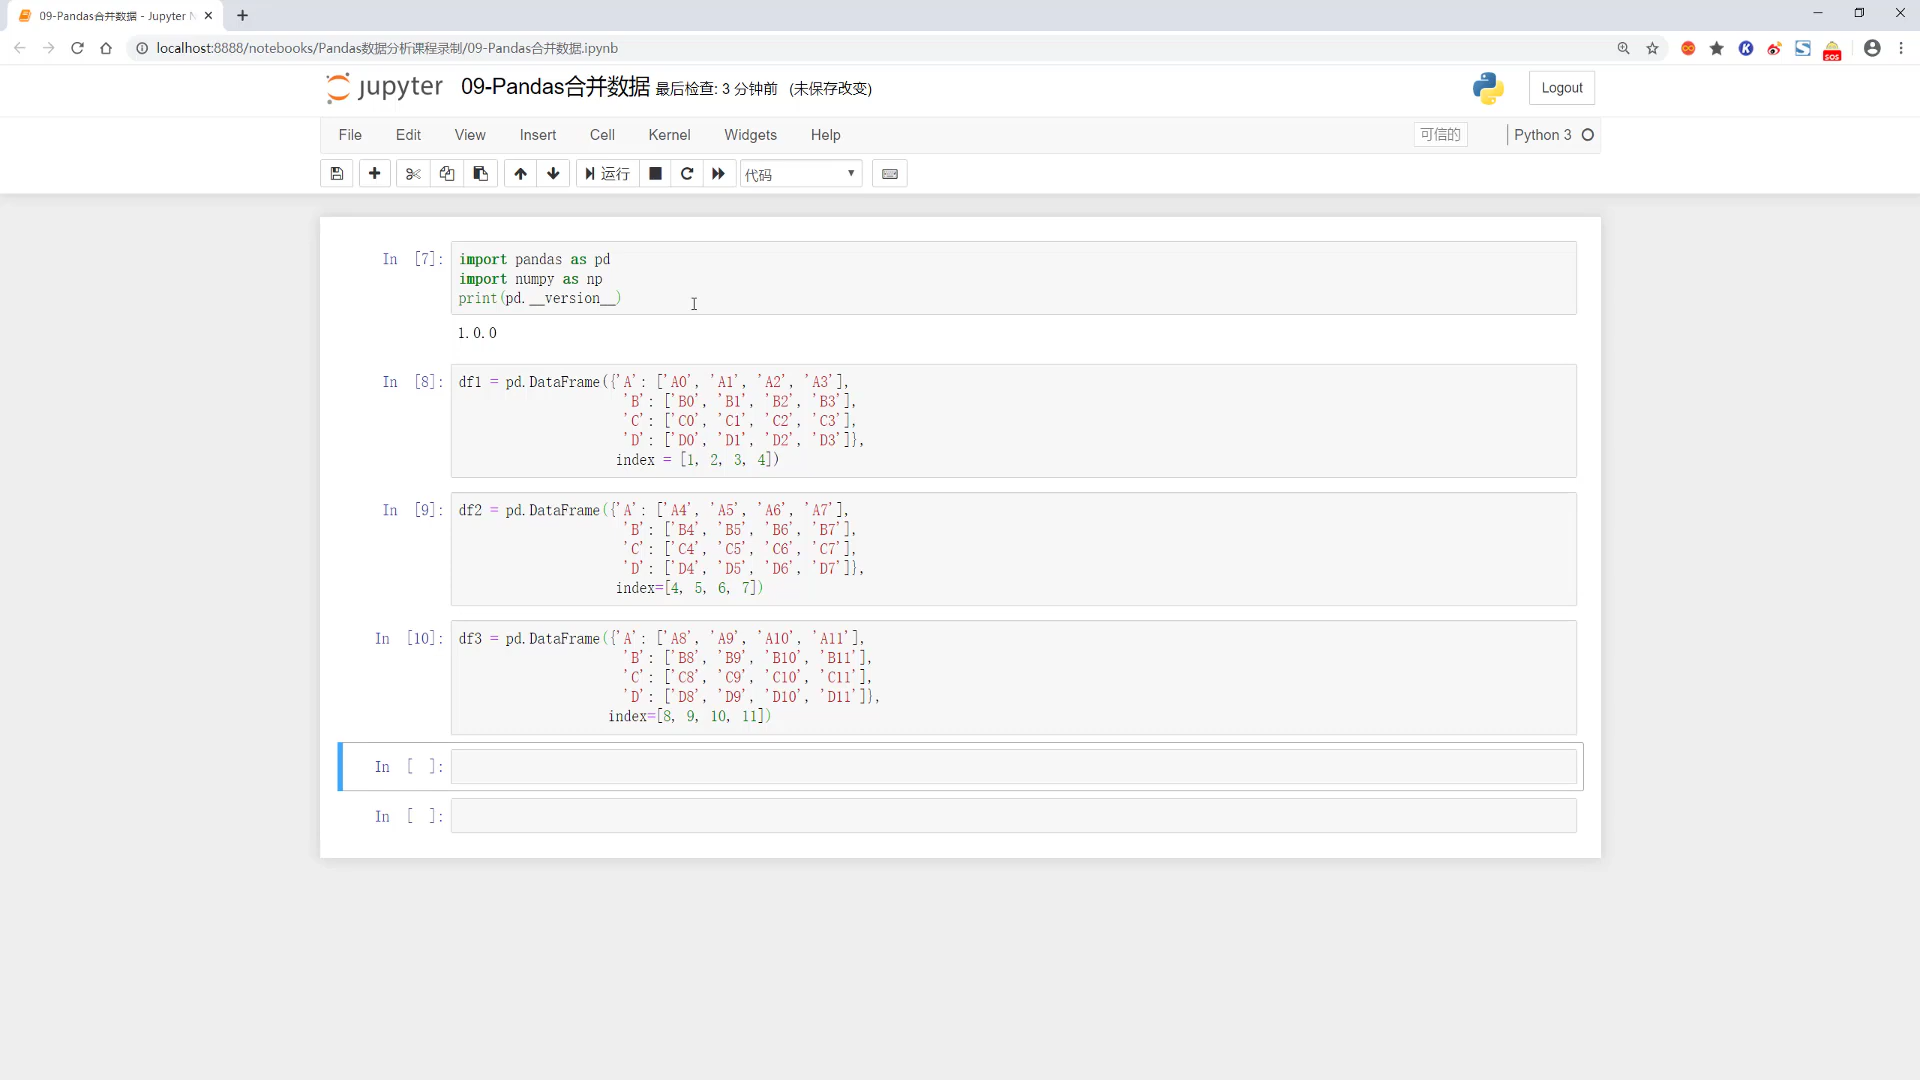 09-Pandas合并数据 - Jupyter N
localhost:8888/notebooks/Pandas数据分析课程录制/09-Pandas合并数据.ipynb
SOS
jupyter 09-Pandas合并数据 最后检查: 3 分钟前 (未保存改变)
Logout
File Edit View Insert Cell Kernel Widgets Help
可信的
Python 3
运行
代码
In [7]: import pandas as pd
import numpy as np
print(pd.__version__)
1.0.0
In [8]: df1 = pd.DataFrame({'A': ['A0', 'A1', 'A2', 'A3'],
'B': ['B0', 'B1', 'B2', 'B3'],
'C': ['C0', 'C1', 'C2', 'C3'],
'D': ['D0', 'D1', 'D2', 'D3']},
index = [1, 2, 3, 4])
In [9]: df2 = pd.DataFrame({'A': ['A4', 'A5', 'A6', 'A7'],
'B': ['B4', 'B5', 'B6', 'B7'],
'C': ['C4', 'C5', 'C6', 'C7'],
'D': ['D4', 'D5', 'D6', 'D7']},
index=[4, 5, 6, 7])
In [10]: df3 = pd.DataFrame({'A': ['A8', 'A9', 'A10', 'A11'],
'B': ['B8', 'B9', 'B10', 'B11'],
'C': ['C8', 'C9', 'C10', 'C11'],
'D': ['D8', 'D9', 'D10', 'D11']},
index=[8, 9, 10, 11])
In [ ]:
In [ ]: